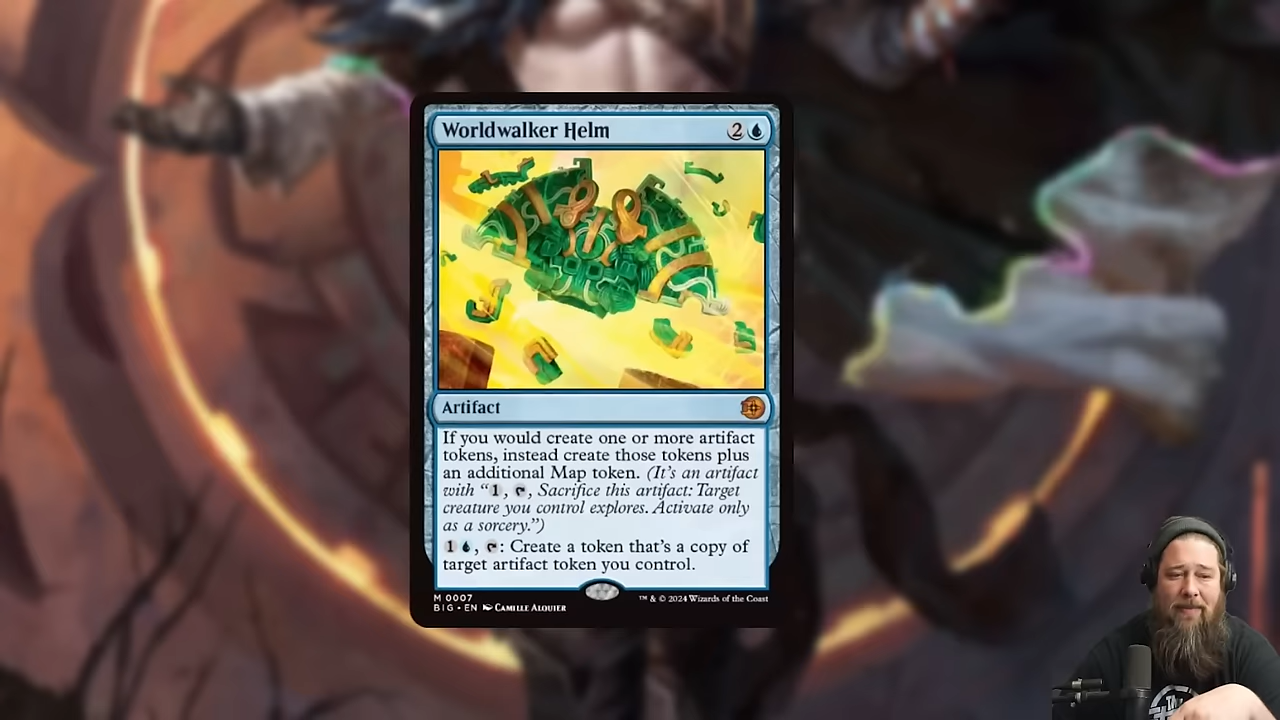 Worldwalker Helm 2
Artifact
If you would create one or more artifact
tokens, instead create those tokens plus
an additional Map token. (It's an artifact
with “1, , Sacrifice this artifact: Target
creature you control explores. Activate only
as a sorcery.”)
1 , : Create a token that's a copy of
target artifact token you control.
M 0007
BIG • EN CAMILLE ALQUIER ™ & © 2024 Wizards of the Coast